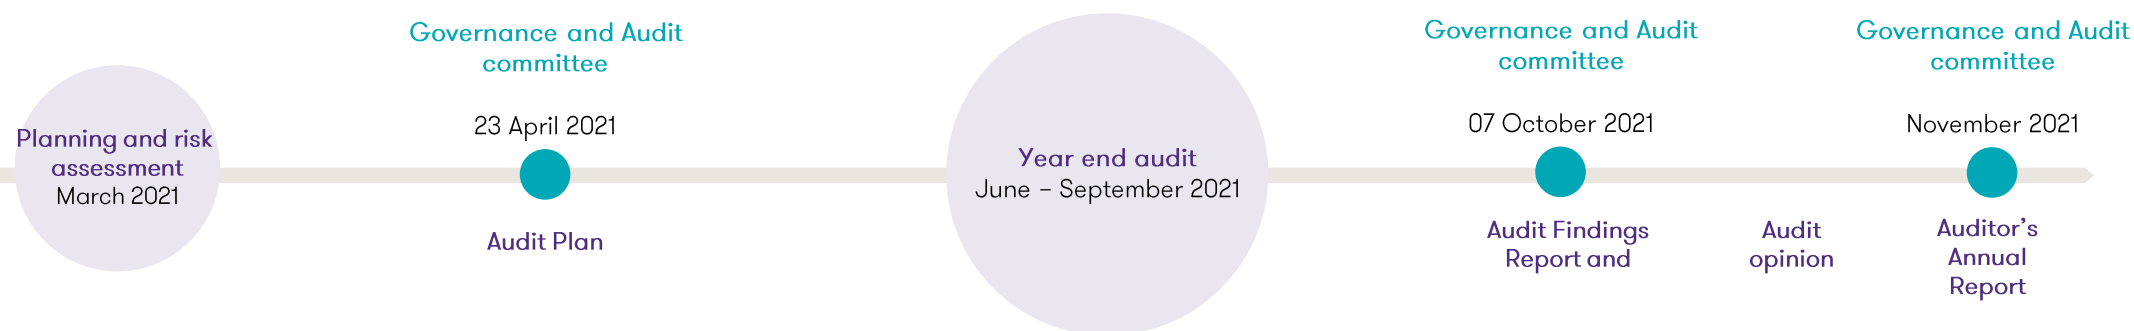 Planning and risk
assessment
March 2021
Governance and Audit
committee
23 April 2021
Audit Plan
Year end audit
June – September 2021
Governance and Audit
committee
07 October 2021
Audit Findings
Report and
Audit
opinion
Governance and Audit
committee
November 2021
Auditor's
Annual
Report